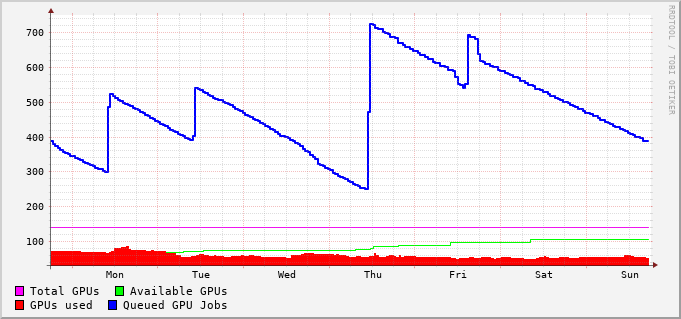 RRDTOOL / TOBI OETIKER
700
600
500
400
300
200
100
Mon Tue Wed Thu Fri Sat Sun
Total GPUs Available GPUs
GPUs used Queued GPU Jobs